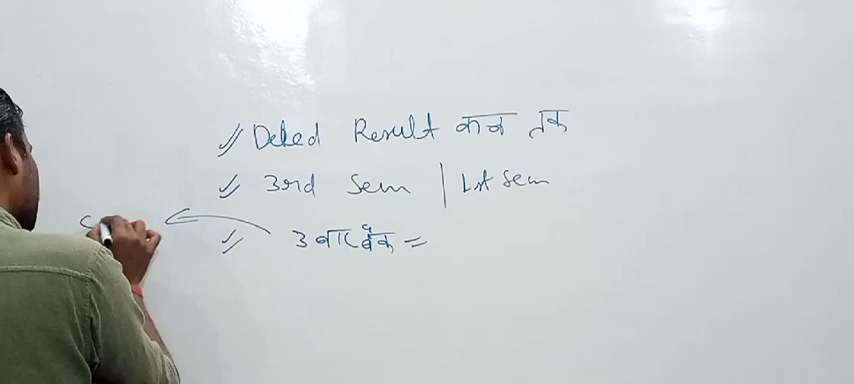 Deled Result कब तक
3rd Sem | 1st Sem
3 बार बैक =